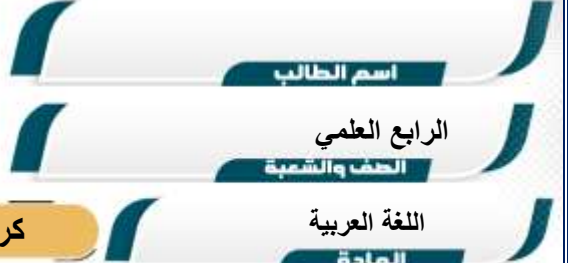 اسم الطالب
الرابع العلمي
الصف والشعبة
اللغة العربية
المادة